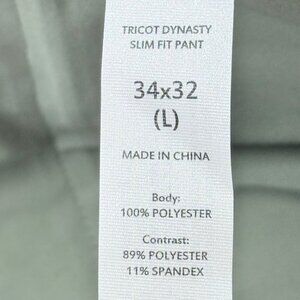 TRICOT DYNASTY
SLIM FIT PANT
34x32
(L)
MADE IN CHINA
Body:
100% POLYESTER
Contrast:
89% POLYESTER
11% SPANDEX